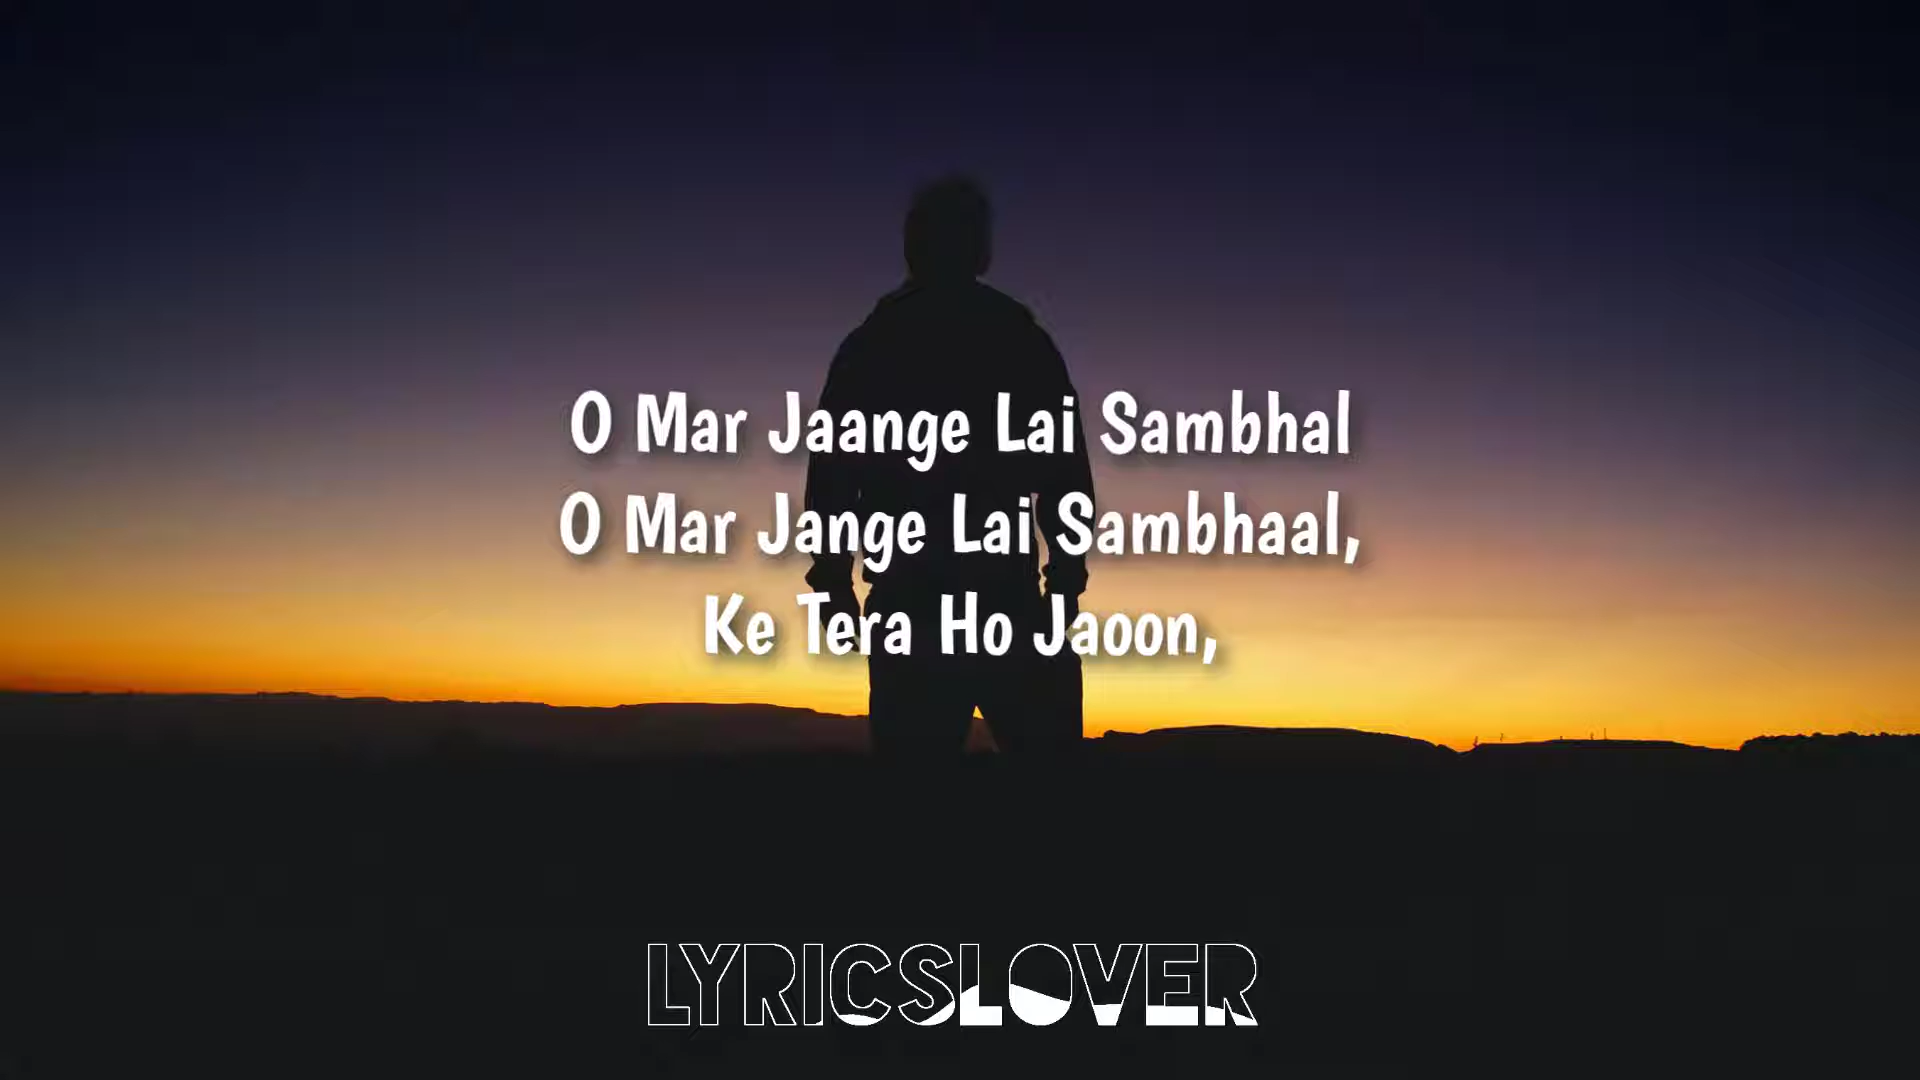 O Mar Jaange Lai Sambhal
O Mar Jange Lai Sambhaal,
Ke Tera Ho Jaoon,
LYRICSLOVER